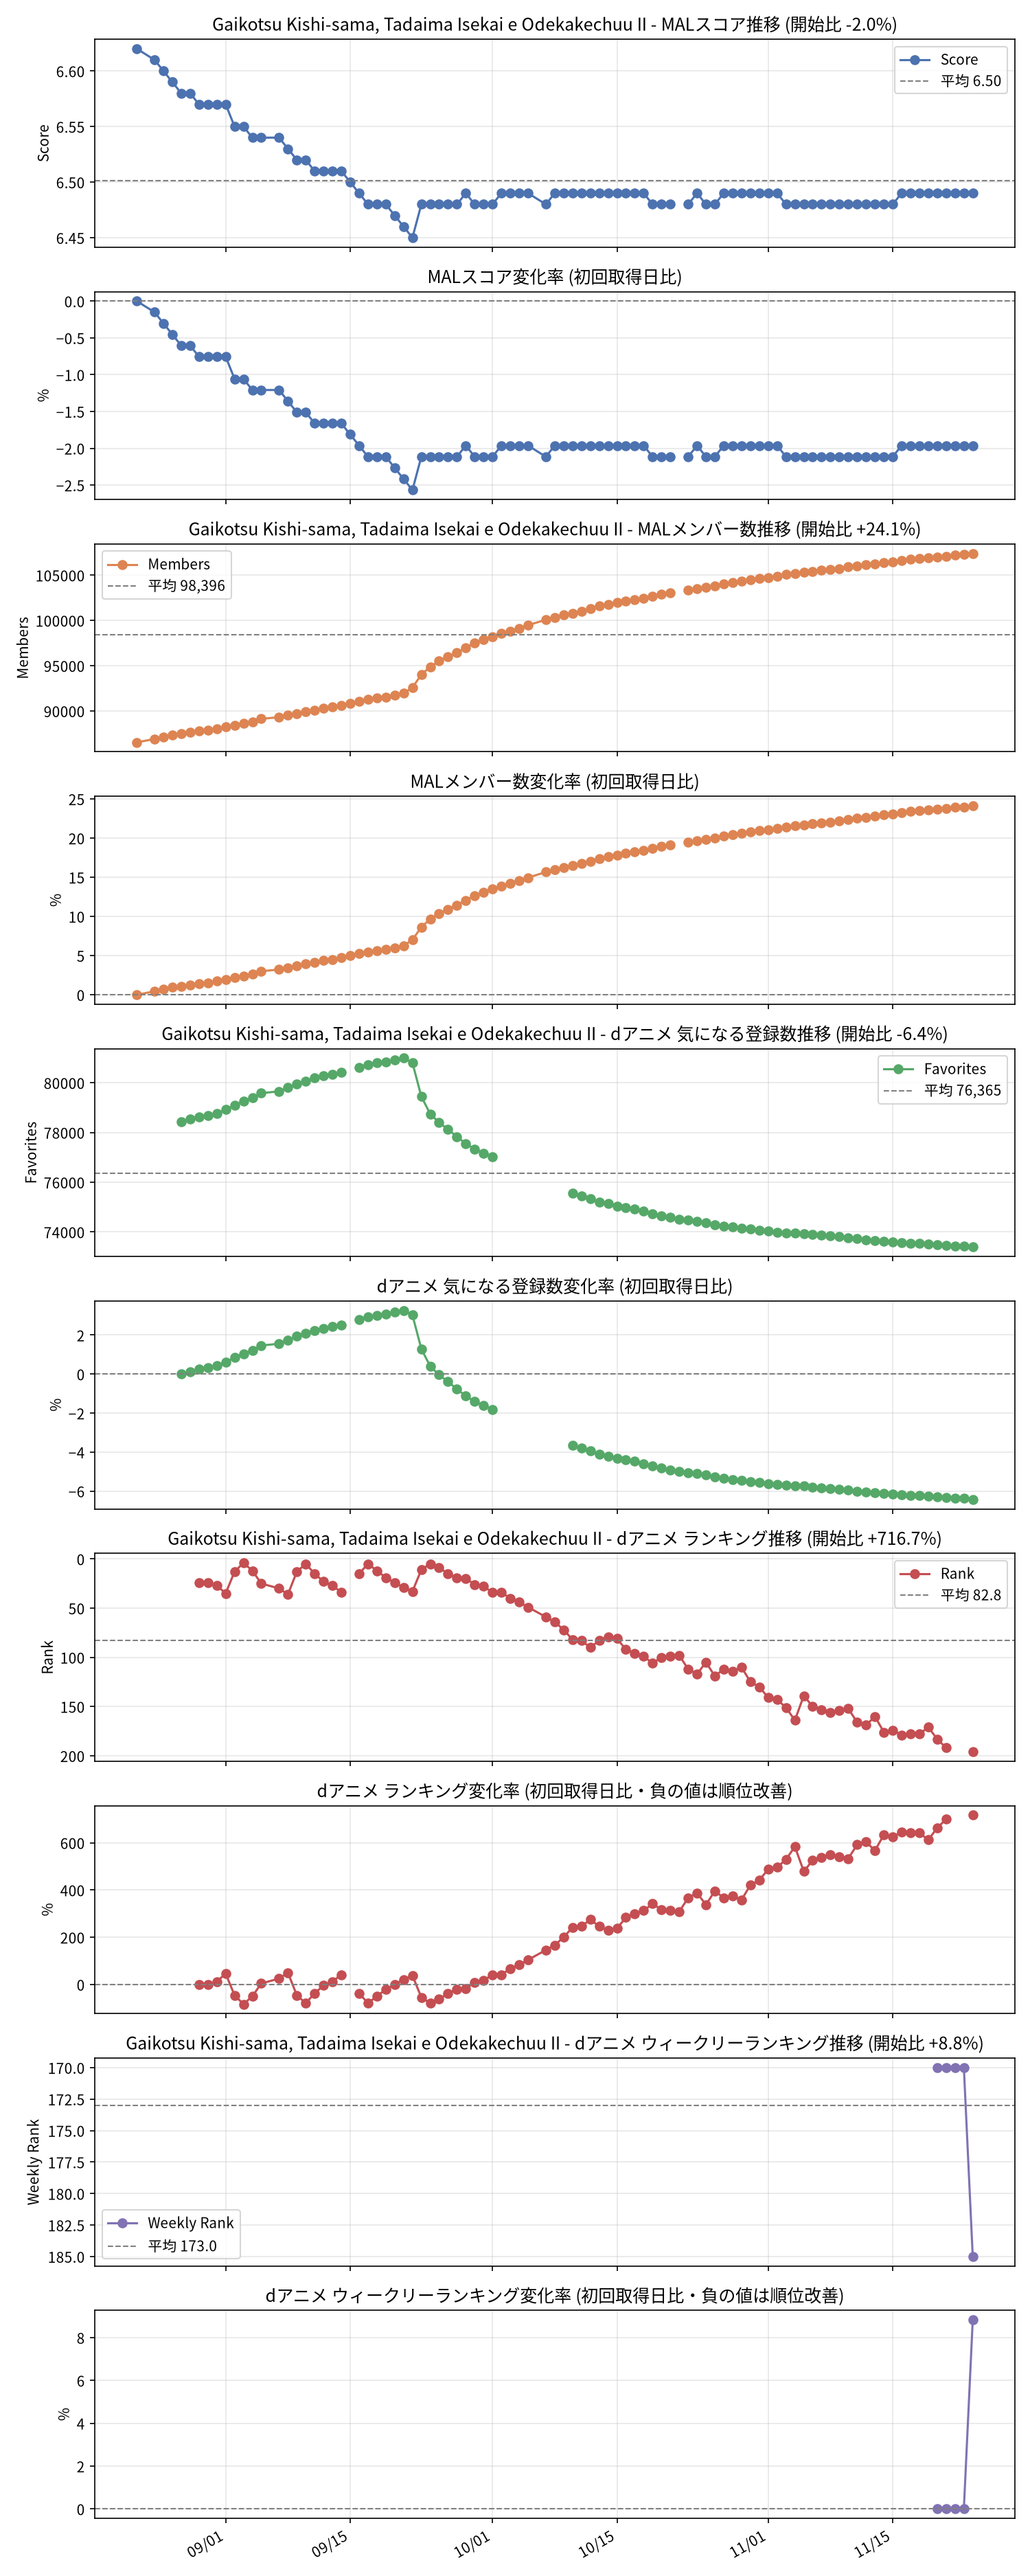 Gaikotsu Kishi-sama, Tadaima Isekai e Odekakechuu II - MALスコア推移 (開始比 -2.0%)
6.60
6.55
6.50
6.45
Score
Score
平均 6.50
MALスコア変化率 (初回取得日比)
0.0
−0.5
−1.0
−1.5
−2.0
−2.5
%
Gaikotsu Kishi-sama, Tadaima Isekai e Odekakechuu II - MALメンバー数推移 (開始比 +24.1%)
105000
100000
95000
90000
Members
Members
平均 98,396
MALメンバー数変化率 (初回取得日比)
25
20
15
10
5
0
%
Gaikotsu Kishi-sama, Tadaima Isekai e Odekakechuu II - dアニメ 気になる登録数推移 (開始比 -6.4%)
80000
78000
76000
74000
Favorites
Favorites
平均 76,365
dアニメ 気になる登録数変化率 (初回取得日比)
2
0
−2
−4
−6
%
Gaikotsu Kishi-sama, Tadaima Isekai e Odekakechuu II - dアニメ ランキング推移 (開始比 +716.7%)
0
50
100
150
200
Rank
Rank
平均 82.8
dアニメ ランキング変化率 (初回取得日比・負の値は順位改善)
600
400
200
0
%
Gaikotsu Kishi-sama, Tadaima Isekai e Odekakechuu II - dアニメ ウィークリーランキング推移 (開始比 +8.8%)
170.0
172.5
175.0
177.5
180.0
182.5
185.0
Weekly Rank
Weekly Rank
平均 173.0
dアニメ ウィークリーランキング変化率 (初回取得日比・負の値は順位改善)
8
6
4
2
0
%
09/01
09/15
10/01
10/15
11/01
11/15